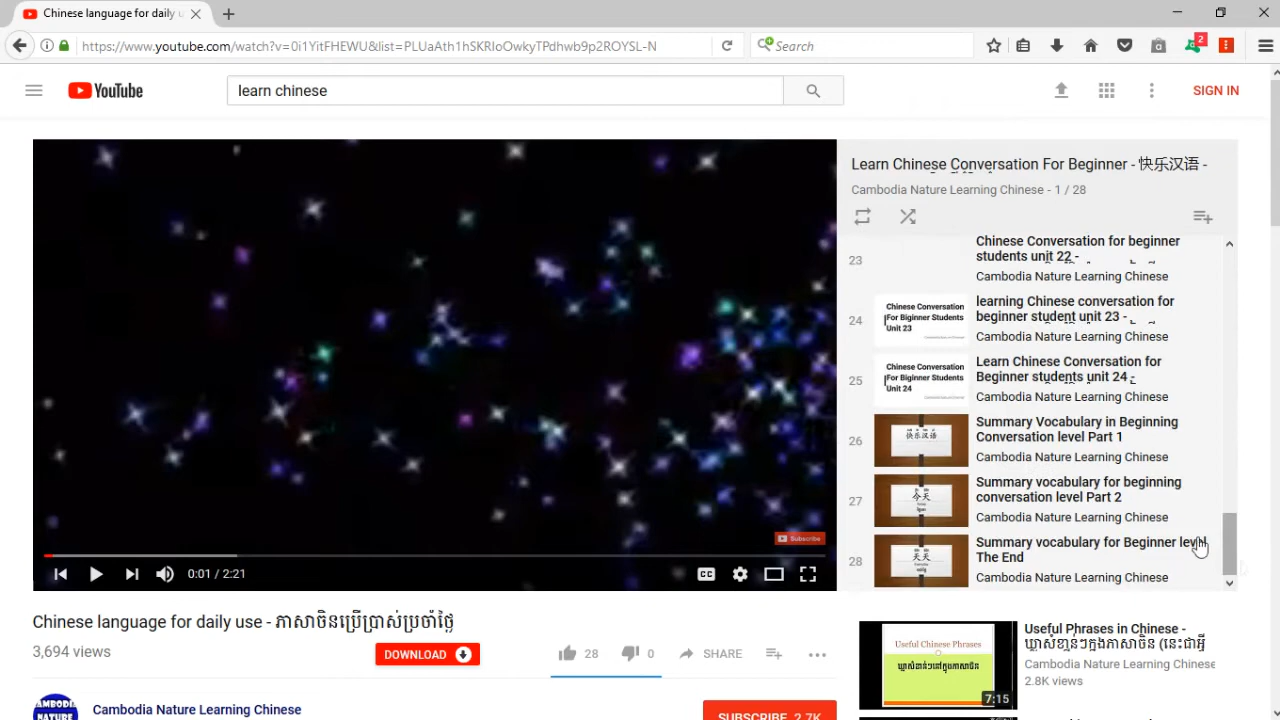 Chinese language for daily u
https://www.youtube.com/watch?v=0i1YitFHEWU&list=PLUaAth1hSKRIoOwkyTPdhwb9p2ROYSL-N
Search
2
YouTube
learn chinese
SIGN IN
Learn Chinese Conversation For Beginner - 快乐汉语 -
Cambodia Nature Learning Chinese - 1 / 28
23
Chinese Conversation for beginner
students unit 22 -
Cambodia Nature Learning Chinese
24
Chinese Conversation
For Biginner Students
Unit 23
learning Chinese conversation for
beginner student unit 23 -
Cambodia Nature Learning Chinese
25
Chinese Conversation
For Biginner Students
Unit 24
Learn Chinese Conversation for
Beginner students unit 24 -
Cambodia Nature Learning Chinese
26
快乐汉语
Summary Vocabulary in Beginning
Conversation level Part 1
Cambodia Nature Learning Chinese
27
今天
Summary vocabulary for beginning
conversation level Part 2
Cambodia Nature Learning Chinese
28
天天
Summary vocabulary for Beginner level
The End
Cambodia Nature Learning Chinese
Subscribe
0:01 / 2:21
CC
Chinese language for daily use - ភាសាចិនប្រើប្រាស់ប្រចាំថ្ងៃ
3,694 views
DOWNLOAD
28
0
SHARE
Useful Chinese Phrases
7:15
Useful Phrases in Chinese -
Cambodia Nature Learning Chinese
2.8K views
AMBODI
NATURE
Cambodia Nature Learning Chin
SUBSCRIBE 2.7K